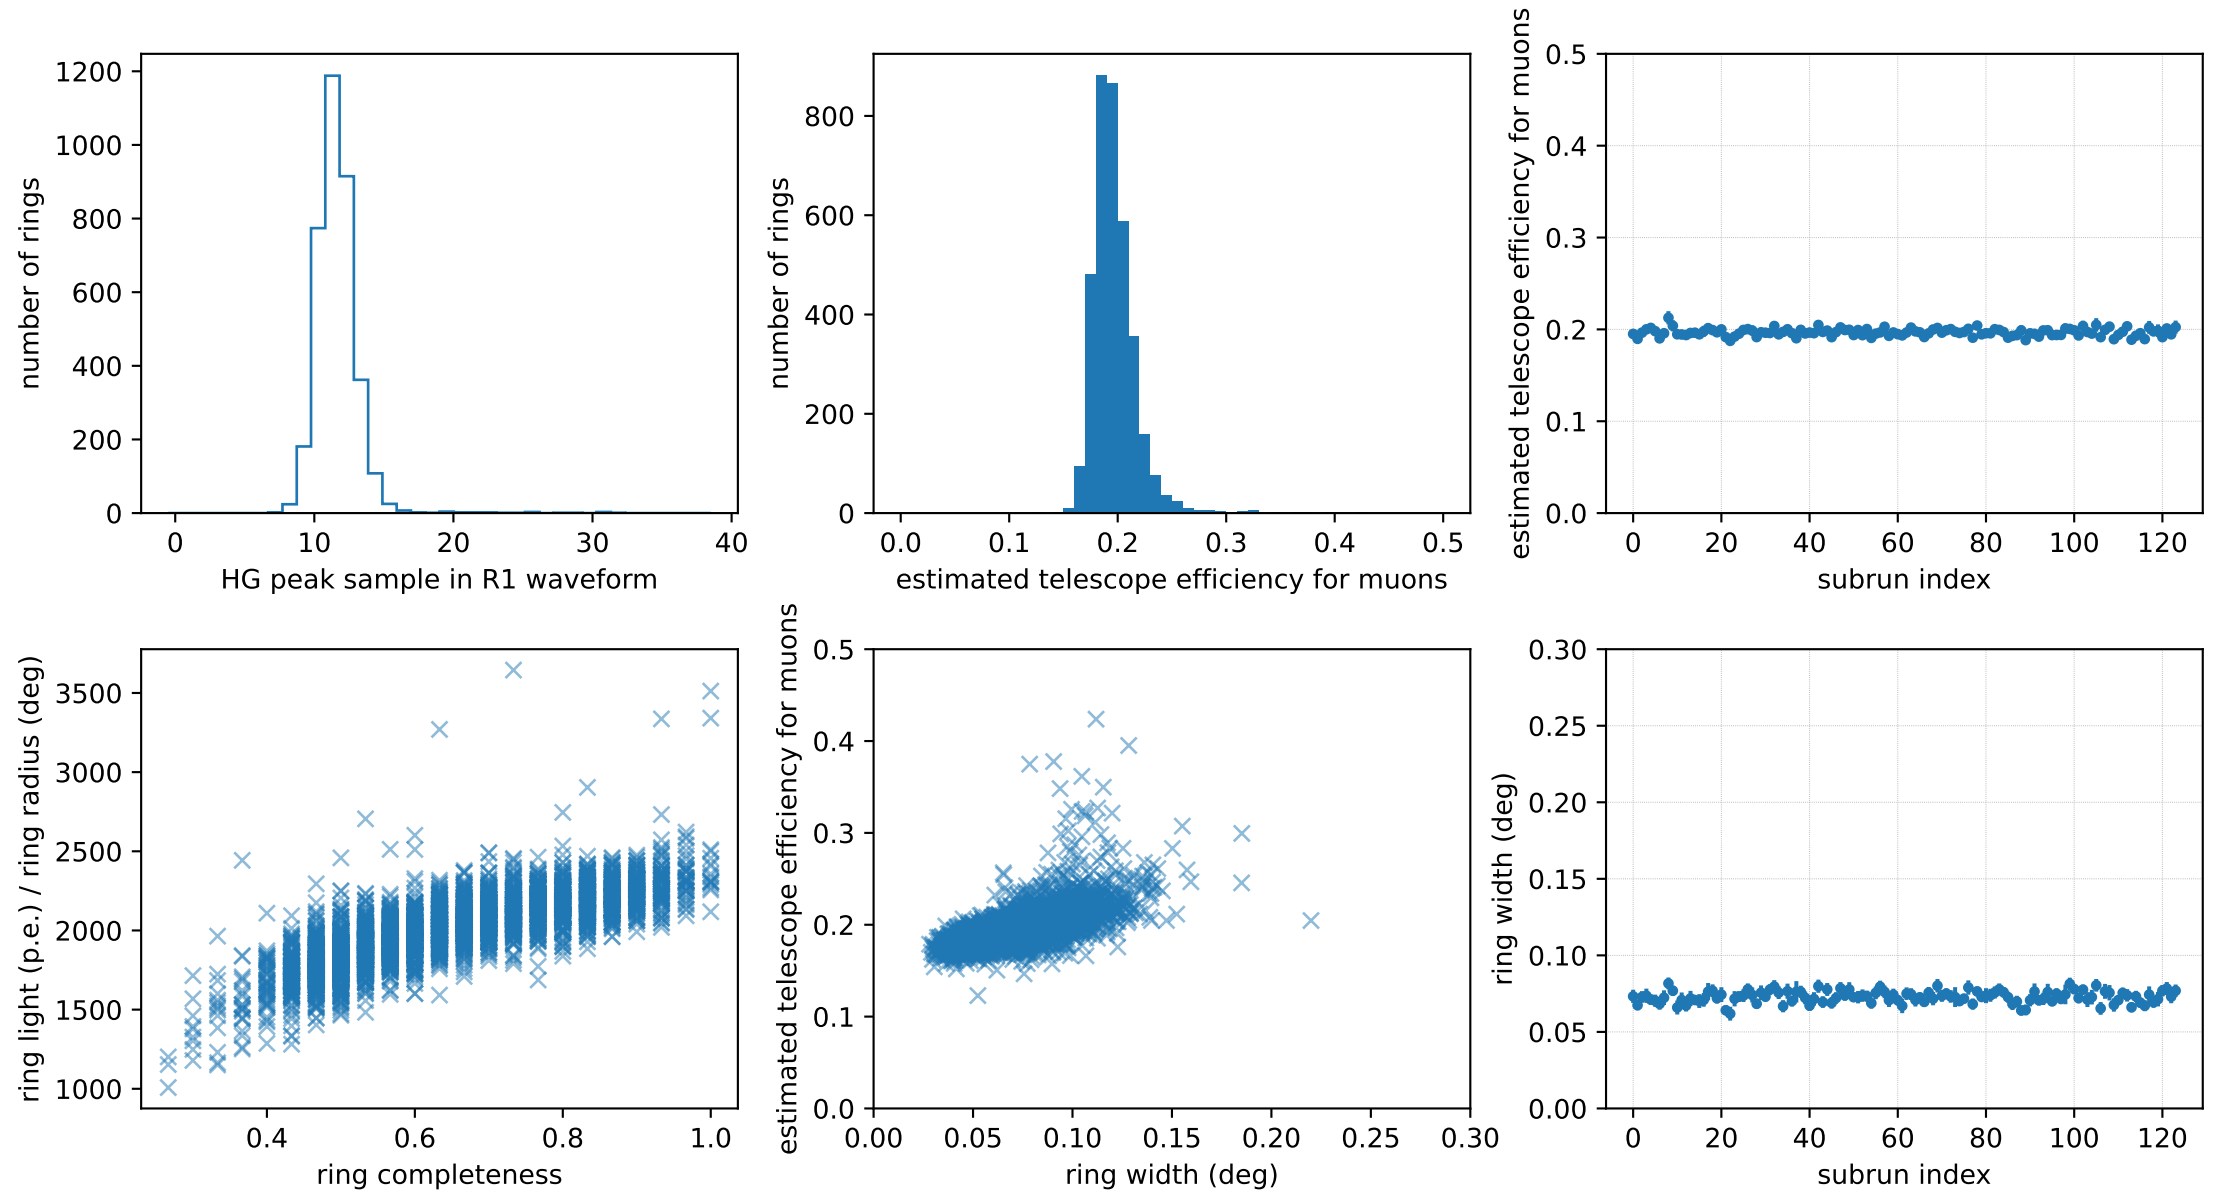 1200
1000
800
600
400
200
0
0 10 20 30 40
number of rings
HG peak sample in R1 waveform
800
600
400
200
0
0.0 0.1 0.2 0.3 0.4 0.5
number of rings
estimated telescope efficiency for muons
0.5
0.4
0.3
0.2
0.1
0.0
0 20 40 60 80 100 120
estimated telescope efficiency for muons
subrun index
3500
3000
2500
2000
1500
1000
0.4 0.6 0.8 1.0
ring light (p.e.) / ring radius (deg)
ring completeness
0.5
0.4
0.3
0.2
0.1
0.0
0.00 0.05 0.10 0.15 0.20 0.25 0.30
estimated telescope efficiency for muons
ring width (deg)
0.30
0.25
0.20
0.15
0.10
0.05
0.00
0 20 40 60 80 100 120
ring width (deg)
subrun index